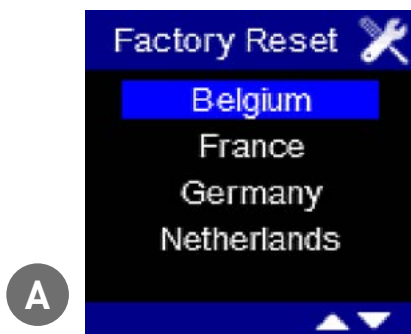 Factory Reset
Belgium
France
Germany
Netherlands
A